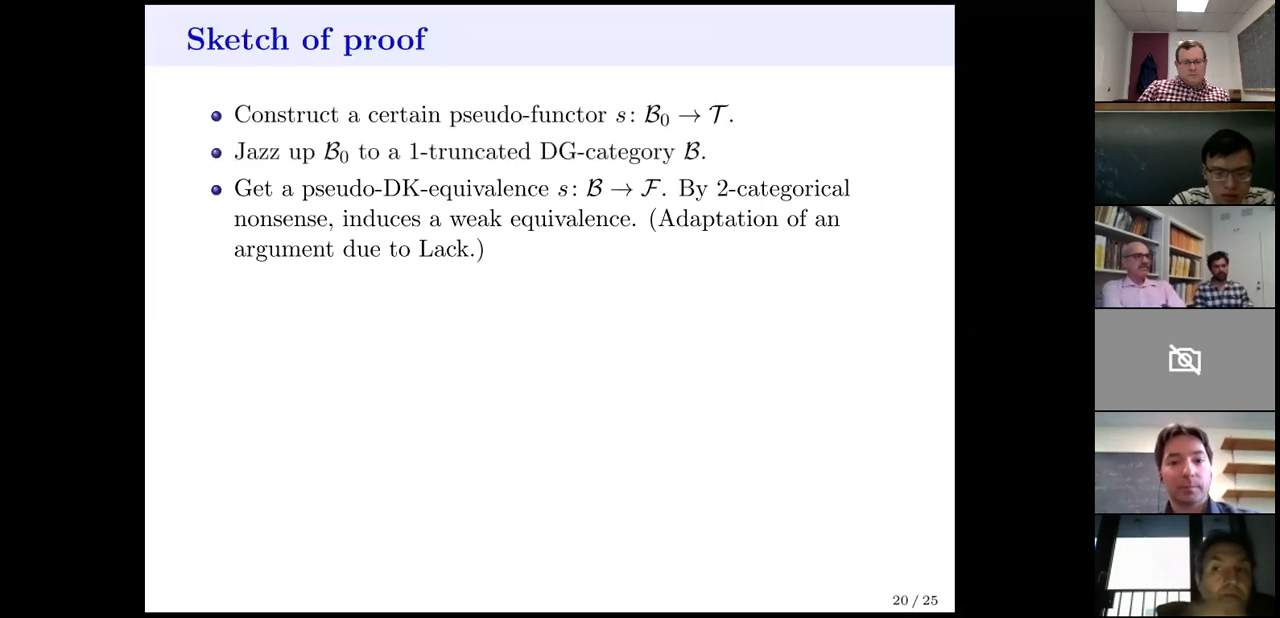 Sketch of proof
Construct a certain pseudo-functor s: ℬ₀ → 𝒯.
Jazz up ℬ₀ to a 1-truncated DG-category ℬ.
Get a pseudo-DK-equivalence s: ℬ → ℱ. By 2-categorical
nonsense, induces a weak equivalence. (Adaptation of an
argument due to Lack.)
20 / 25